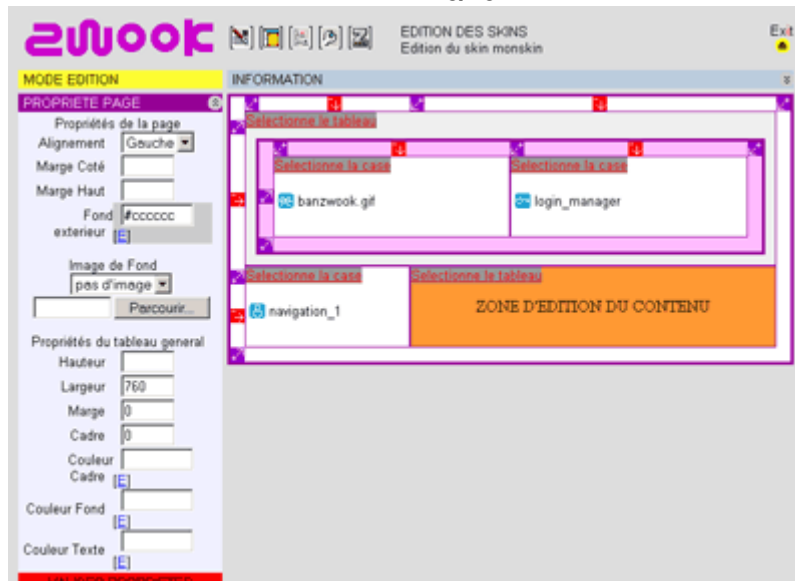 2WOOK
EDITION DES SKINS
Edition du skin monskin
Exit
MODE EDITION
INFORMATION
PROPRIETE PAGE
Propriétés de la page
Alignement Gauche
Marge Coté
Marge Haut
Fond exterieur #cccccc
[E]
Image de Fond
pas d'image
Parcourir...
Propriétés du tableau general
Hauteur
Largeur 760
Marge 0
Cadre 0
Couleur
Cadre [E]
Couleur Fond
[E]
Couleur Texte
[E]
Selectionne le tableau
Selectionne la case
Selectionne la case
banzwook.gif
login_manager
Selectionne la case
Selectionne le tableau
navigation_1
ZONE D'EDITION DU CONTENU